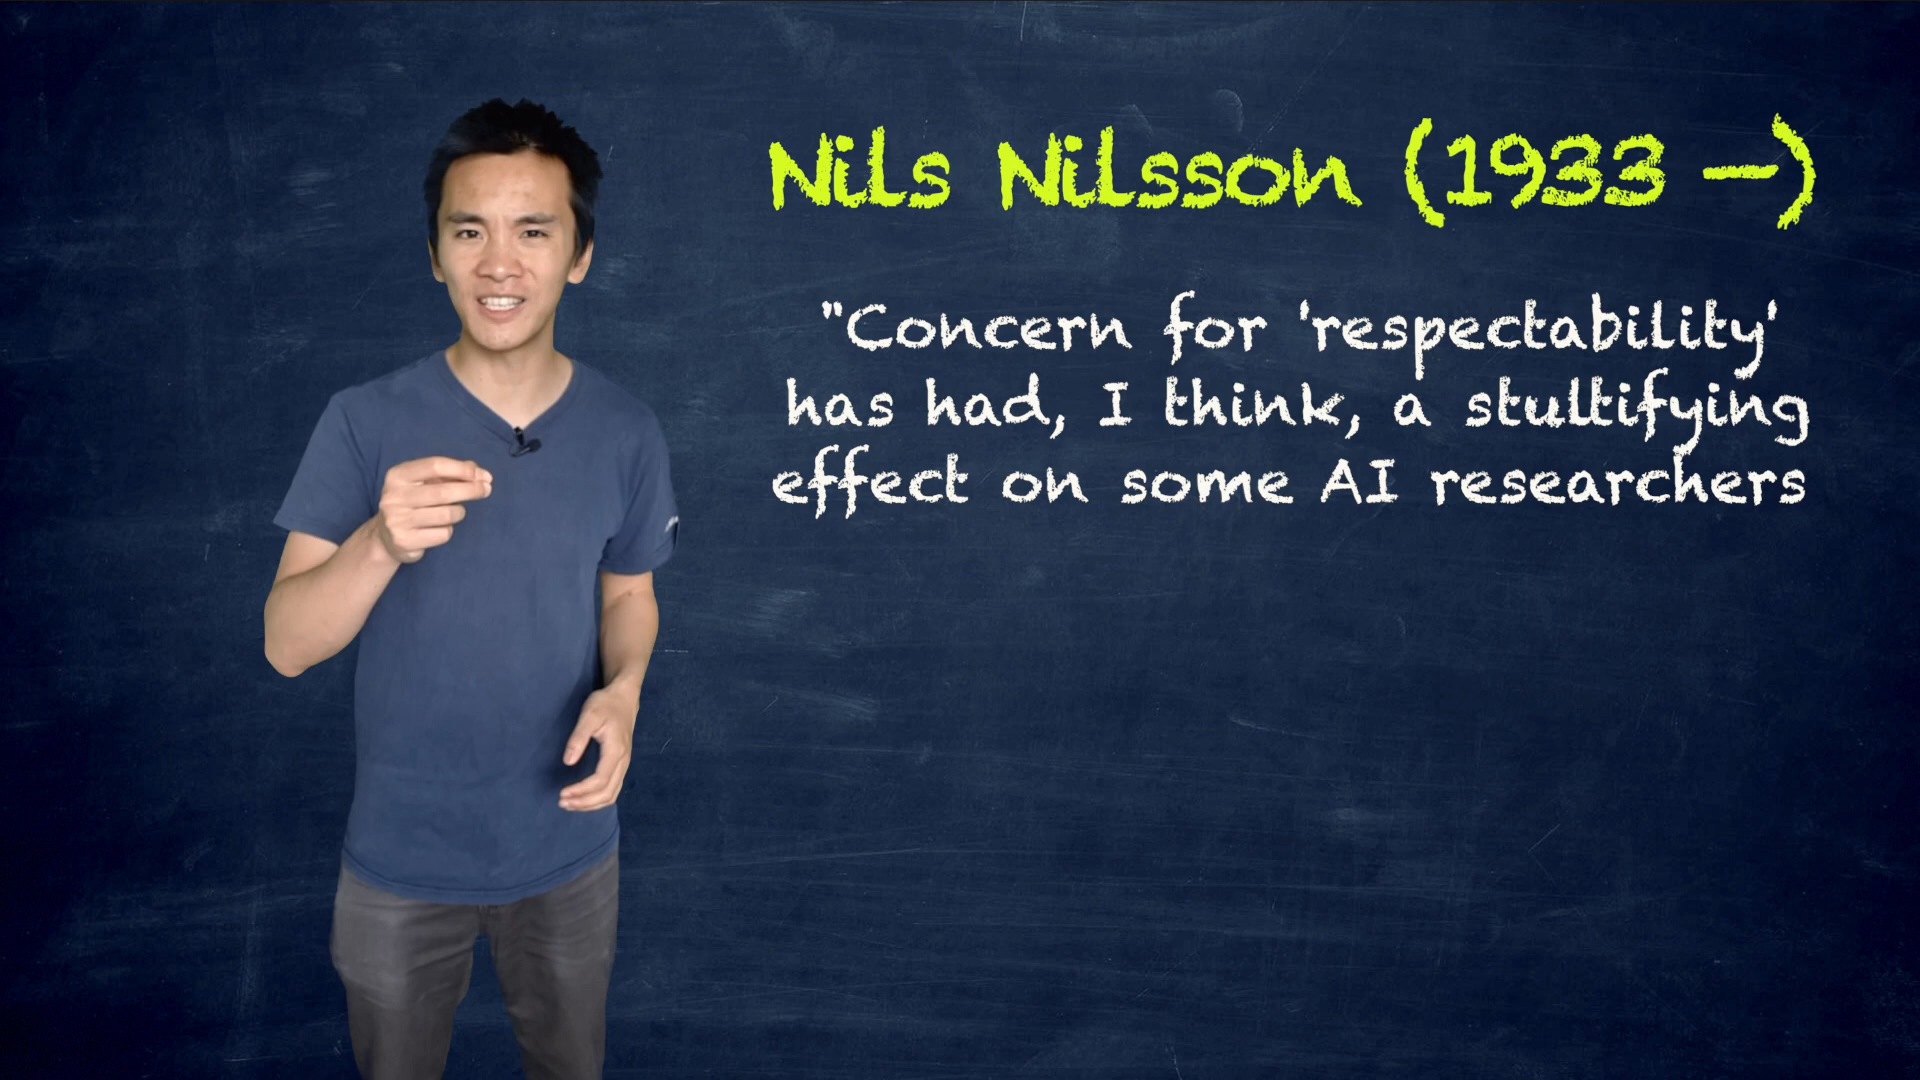 Nils Nilsson (1933 —)
"Concern for 'respectability'
has had, I think, a stultifying
effect on some AI researchers